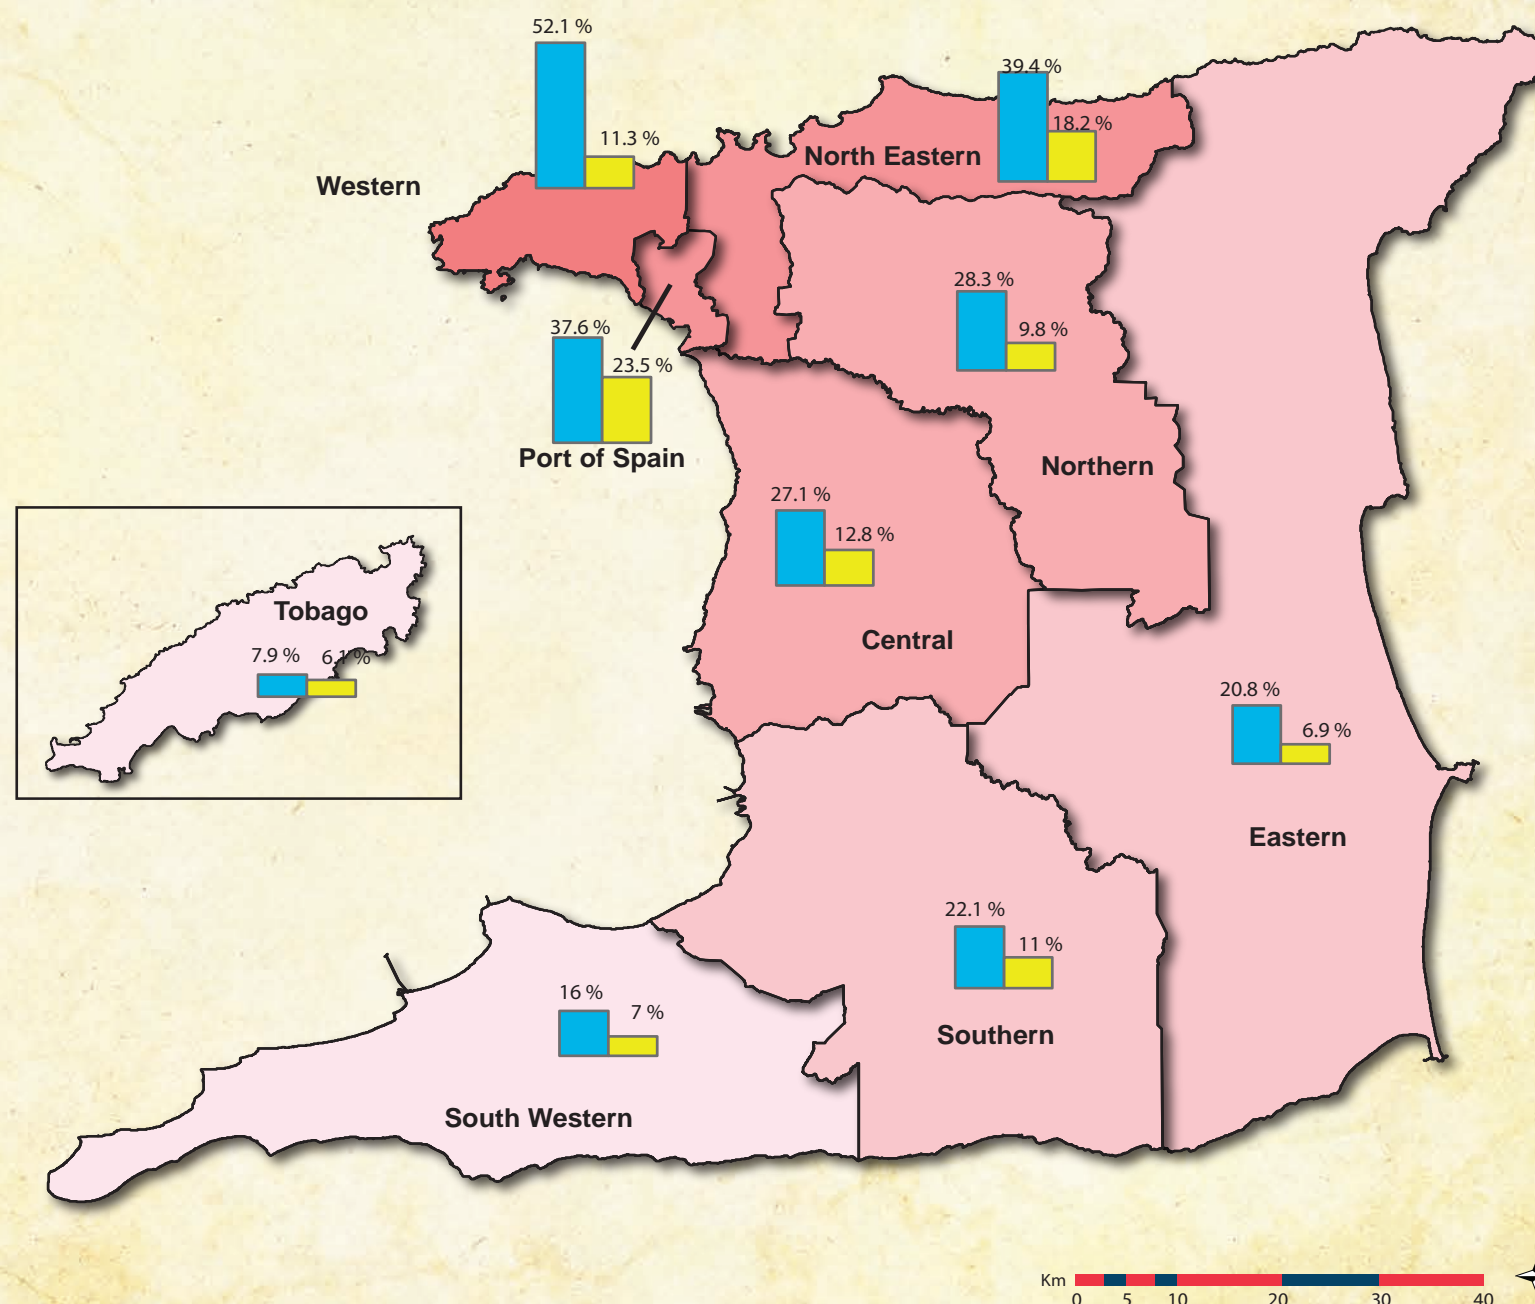 52.1 %
11.3 %
Western
39.4 %
18.2 %
North Eastern
28.3 %
9.8 %
Northern
37.6 %
23.5 %
Port of Spain
27.1 %
12.8 %
Central
Tobago
7.9 %
6.1 %
20.8 %
6.9 %
Eastern
22.1 %
11 %
Southern
16 %
7 %
South Western
Km
0 5 10 20 30 40